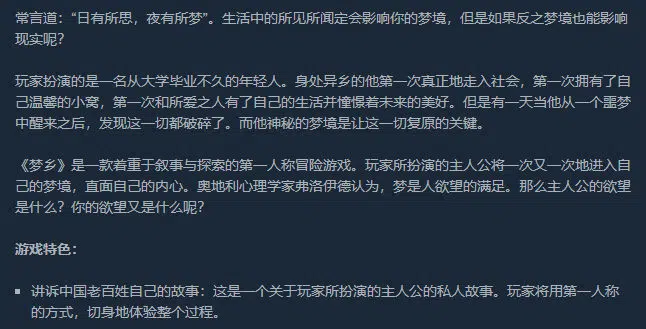 常言道：“日有所思，夜有所梦”。生活中的所见所闻定会影响你的梦境，但是如果反之梦境也能影响
现实呢？
玩家扮演的是一名从大学毕业不久的年轻人。身处异乡的他第一次真正地走入社会，第一次拥有了自
己温馨的小窝，第一次和所爱之人有了自己的生活并憧憬着未来的美好。但是有一天当他从一个噩梦
中醒来之后，发现这一切都破碎了。而他神秘的梦境是让这一切复原的关键。
《梦乡》是一款着重于叙事与探索的第一人称冒险游戏。玩家所扮演的主人公将一次又一次地进入自
己的梦境，直面自己的内心。奥地利心理学家弗洛伊德认为，梦是人欲望的满足。那么主人公的欲望
是什么？你的欲望又是什么呢？
游戏特色：
▪ 讲诉中国老百姓自己的故事：这是一个关于玩家所扮演的主人公的私人故事。玩家将用第一人称
的方式，切身地体验整个过程。